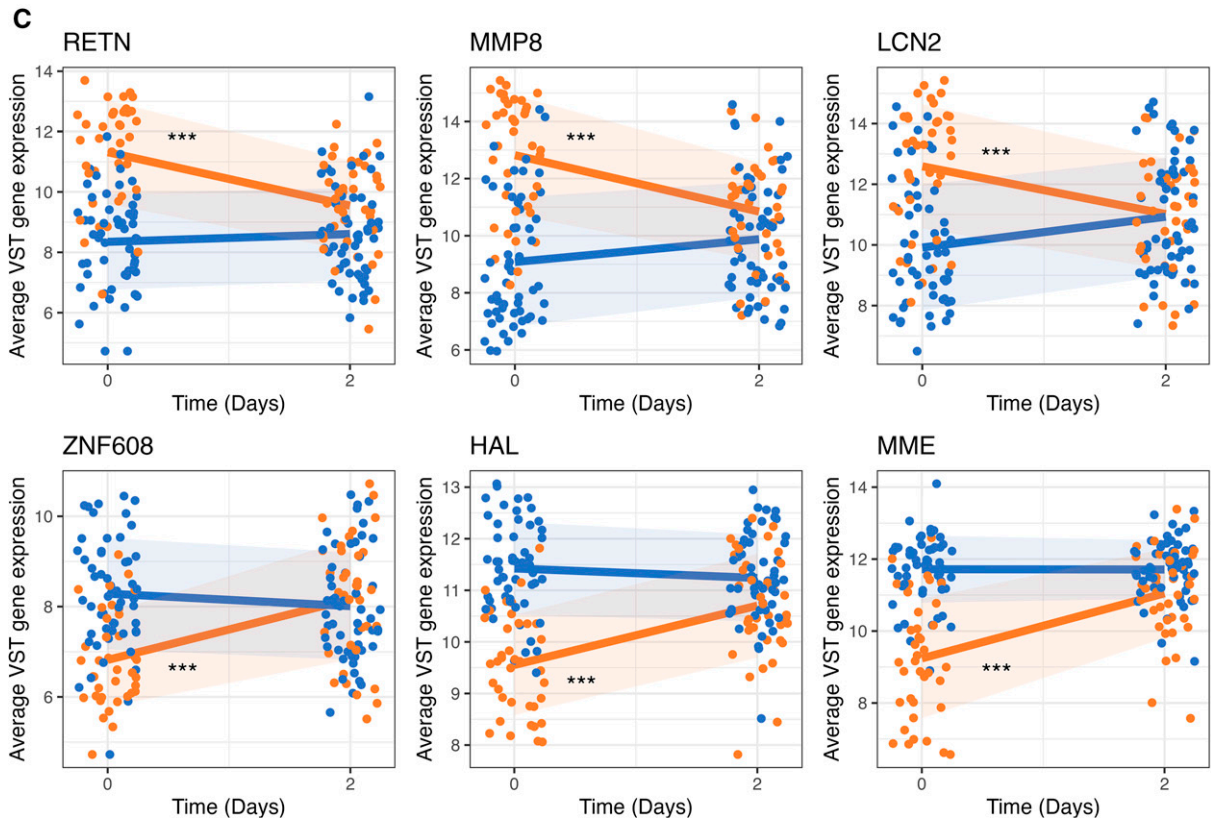 C
RETN
MMP8
LCN2
Average VST gene expression
14
12
10
8
6
***
0
2
Time (Days)
Average VST gene expression
14
12
10
8
6
***
0
2
Time (Days)
Average VST gene expression
14
12
10
8
***
0
2
Time (Days)
ZNF608
HAL
MME
Average VST gene expression
10
8
6
***
0
2
Time (Days)
Average VST gene expression
13
12
11
10
9
8
***
0
2
Time (Days)
Average VST gene expression
14
12
10
8
***
0
2
Time (Days)